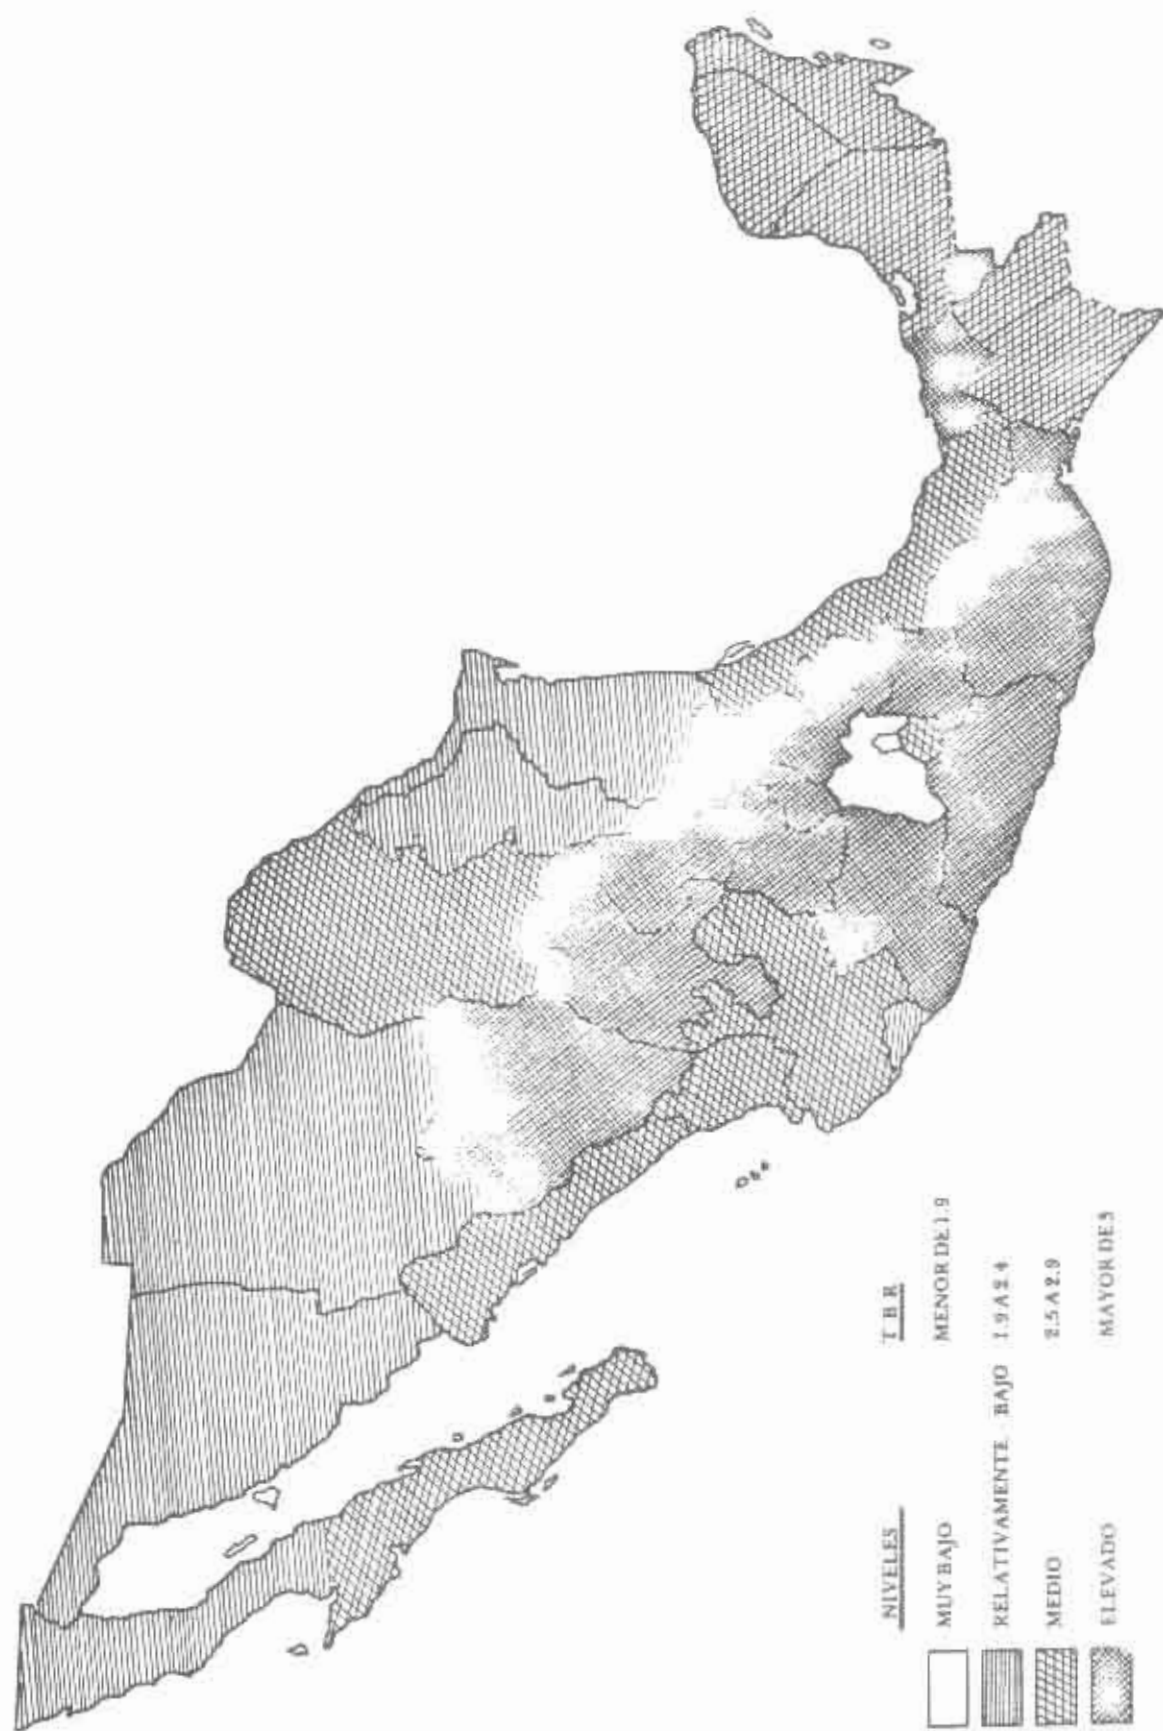 NIVELES T B R
MUY BAJO MENOR DE 1.9
RELATIVAMENTE BAJO 1.9 A 2.4
MEDIO 2.5 A 2.9
ELEVADO MAYOR DE 3